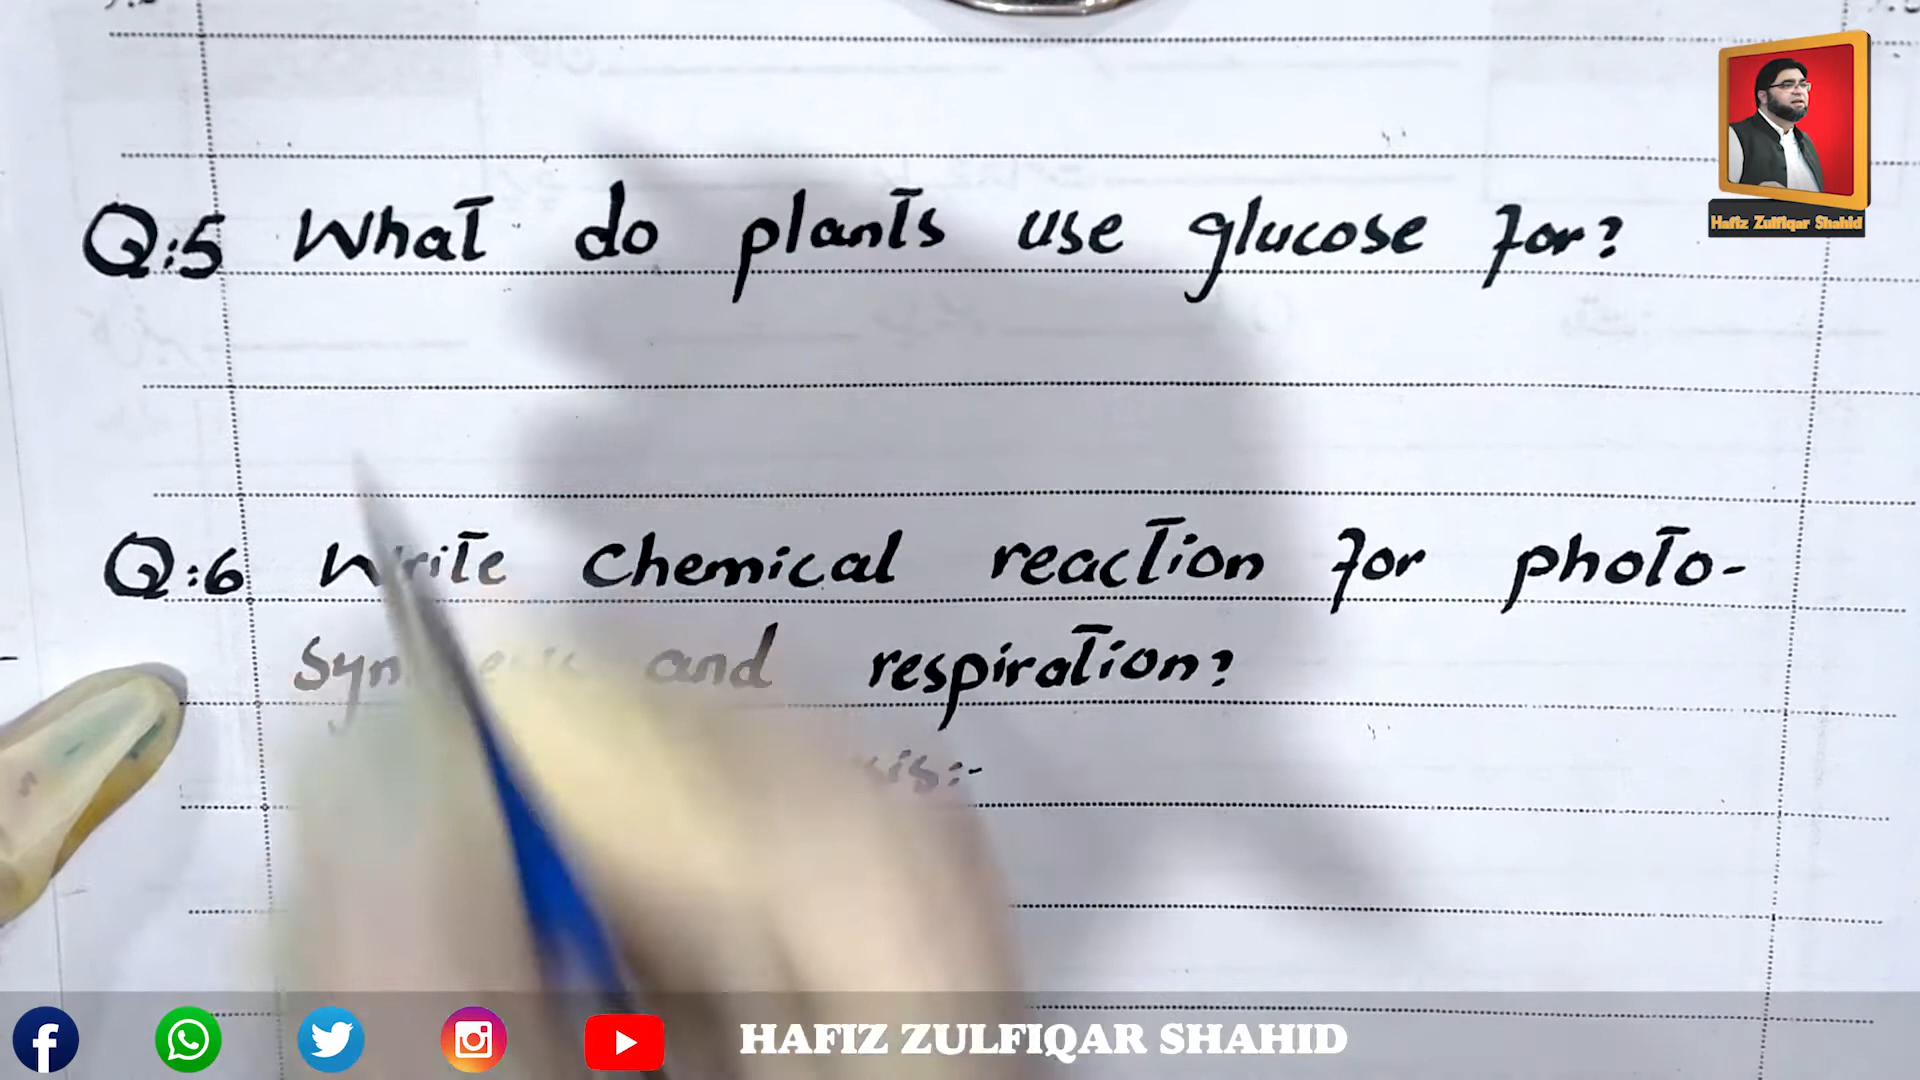 Hafiz Zulfiqar Shahid
Q:5 What do plants use glucose for?
Q:6 Write chemical reaction for photo-
and respiration?
HAFIZ ZULFIQAR SHAHID